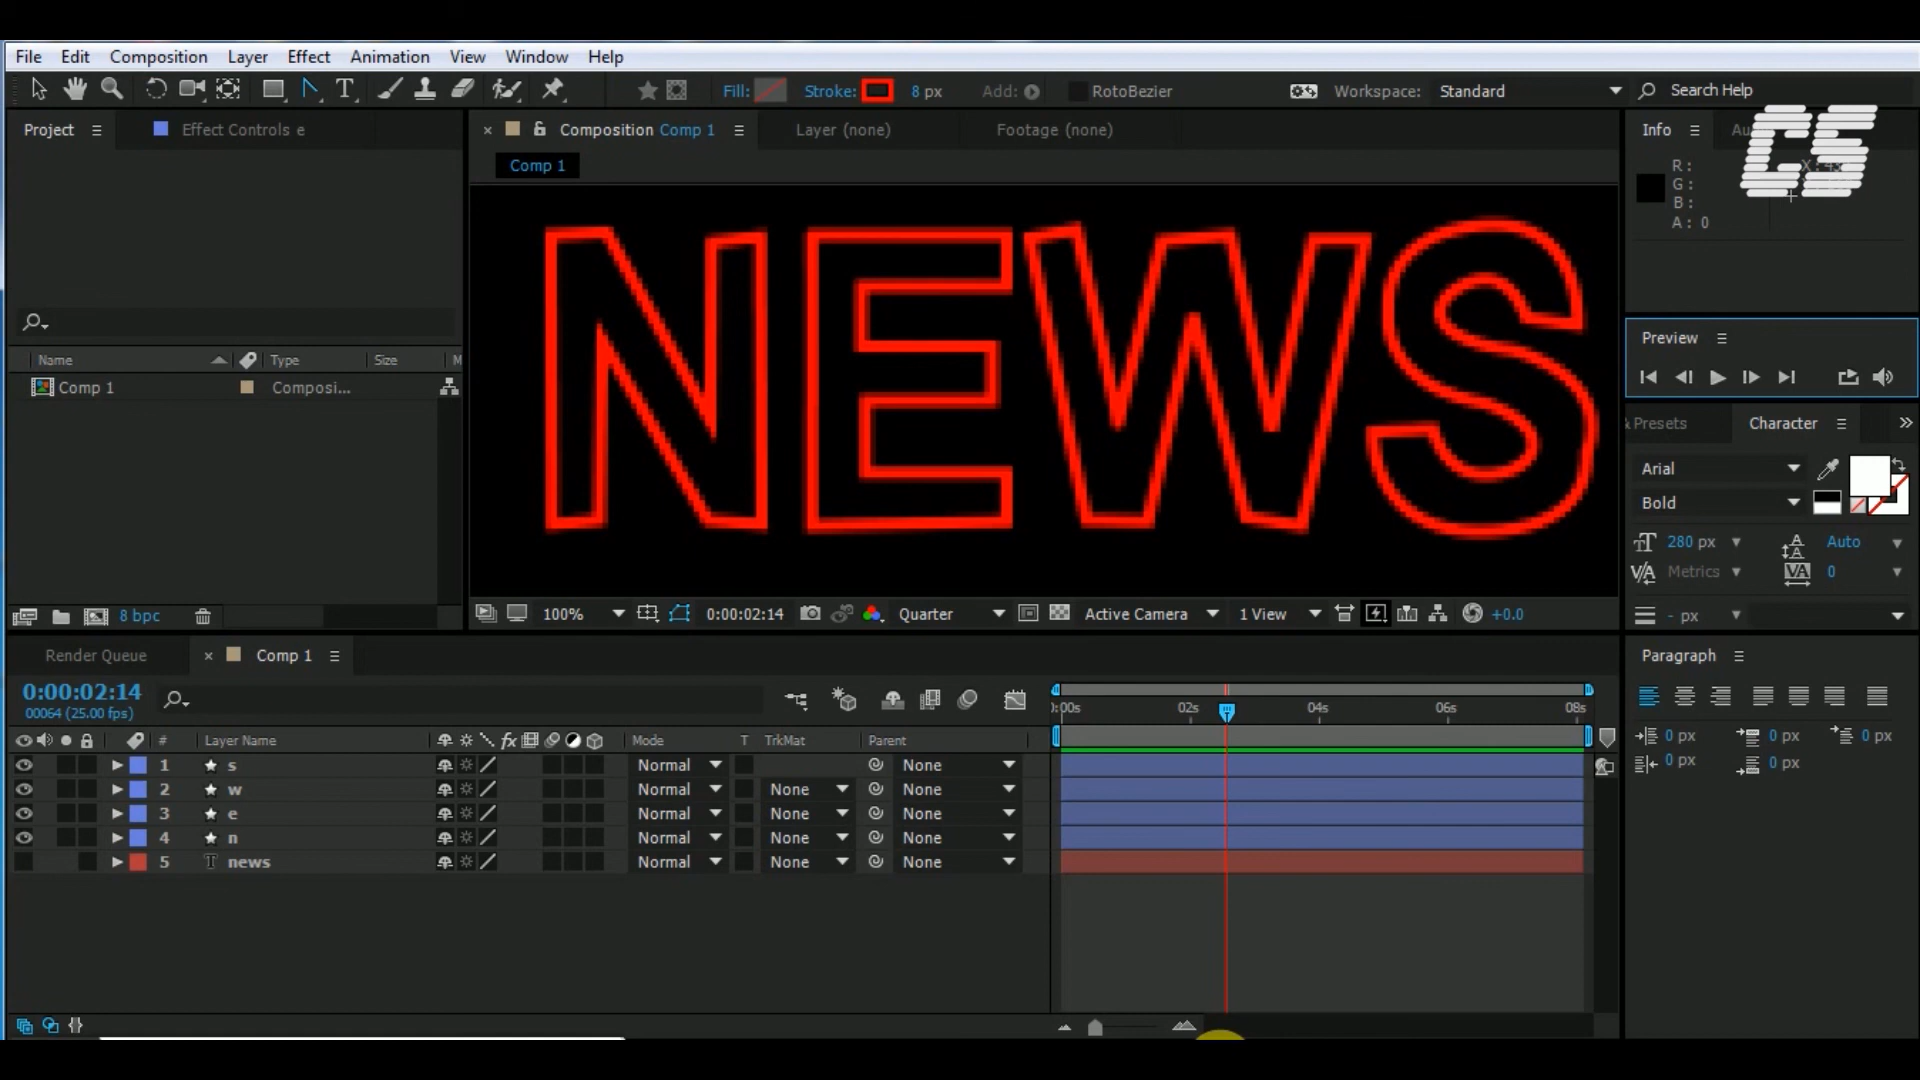 File Edit Composition Layer Effect Animation View Window Help
Fill: Stroke: 8 px Add: RotoBezier Workspace: Standard Search Help
Project Effect Controls e Composition Comp 1 Layer (none) Footage (none) Info
CS
Comp 1
R :
G :
B :
A : 0
NEWS
Preview
Name Type Size M
Comp 1 Composi...
& Presets Character
Arial
Bold
280 px Auto
Metrics 0
- px
8 bpc 100% 0:00:02:14 Quarter Active Camera 1 View +0.0
Render Queue Comp 1 Paragraph
0:00:02:14
00064 (25.00 fps)
:00s 02s 04s 06s 08s
# Layer Name fx Mode T TrkMat Parent
0 px 0 px 0 px
0 px 0 px
1 s Normal None
2 w Normal None None
3 e Normal None None
4 n Normal None None
5 T news Normal None None